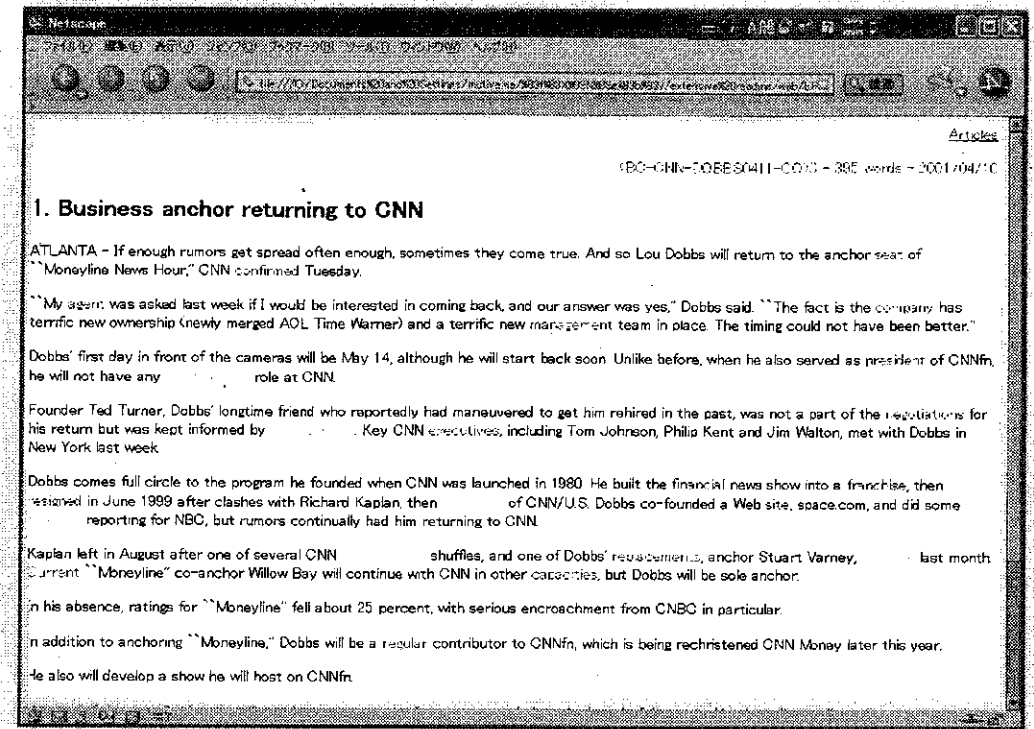 Netscape
Articles
395 words - 2001/04/10
1. Business anchor returning to CNN
ATLANTA - If enough rumors get spread often enough, sometimes they come true. And so Lou Dobbs will return to the anchor seat of
``Moneyline News Hour,'' CNN confirmed Tuesday.
``My agent was asked last week if I would be interested in coming back, and our answer was yes,'' Dobbs said. ``The fact is the company has
terrific new ownership (newly merged AOL Time Warner) and a terrific new management team in place. The timing could not have been better.''
Dobbs' first day in front of the cameras will be May 14, although he will start back soon. Unlike before, when he also served as president of CNNfn,
he will not have any role at CNN.
Founder Ted Turner, Dobbs' longtime friend who reportedly had maneuvered to get him rehired in the past, was not a part of the negotiations for
his return but was kept informed by . Key CNN executives, including Tom Johnson, Philip Kent and Jim Walton, met with Dobbs in
New York last week.
Dobbs comes full circle to the program he founded when CNN was launched in 1980. He built the financial news show into a franchise, then
resigned in June 1999 after clashes with Richard Kaplan, then of CNN/U.S. Dobbs co-founded a Web site, space.com, and did some
reporting for NBC, but rumors continually had him returning to CNN.
Kaplan left in August after one of several CNN shuffles, and one of Dobbs' replacements, anchor Stuart Varney, last month.
Current ``Moneyline'' co-anchor Willow Bay will continue with CNN in other capacities, but Dobbs will be sole anchor.
In his absence, ratings for ``Moneyline'' fell about 25 percent, with serious encroachment from CNBC in particular.
In addition to anchoring ``Moneyline,'' Dobbs will be a regular contributor to CNNfn, which is being rechristened CNN Money later this year.
He also will develop a show he will host on CNNfn.